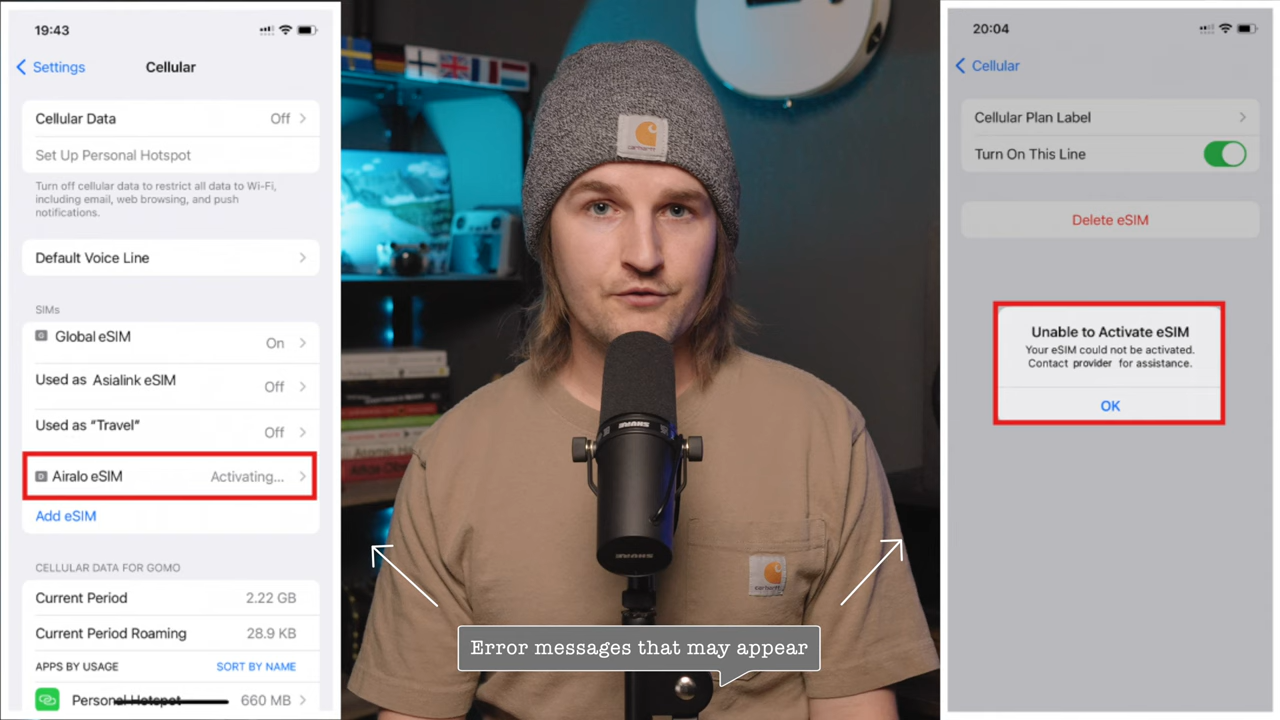 19:43
Settings
Cellular
Cellular Data
Off
Set Up Personal Hotspot
Turn off cellular data to restrict all data to Wi-Fi,
including email, web browsing, and push
notifications.
Default Voice Line
SIMs
Global eSIM
On
Used as Asialink eSIM
Off
Used as “Travel”
Off
Airalo eSIM
Activating...
Add eSIM
CELLULAR DATA FOR GOMO
Current Period
2.22 GB
Current Period Roaming
28.9 KB
APPS BY USAGE
SORT BY NAME
Personal Hotspot
660 MB
carhartt
SHURE
carhartt
Error messages that may appear
20:04
Cellular
Cellular Plan Label
Turn On This Line
Delete eSIM
Unable to Activate eSIM
Your eSIM could not be activated.
Contact provider for assistance.
OK